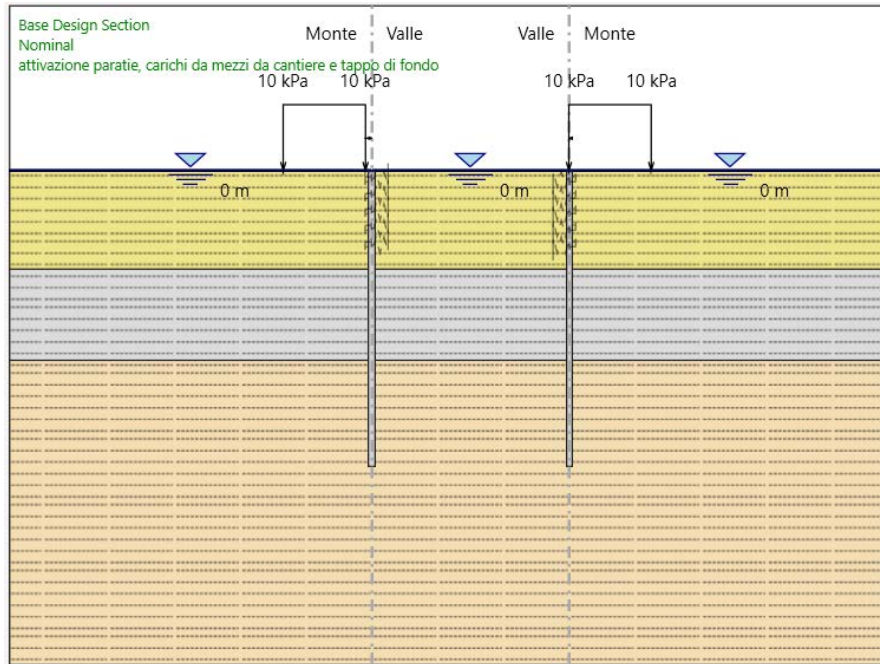 Base Design Section
Nominal
attivazione paratie, carichi da mezzi da cantiere e tappo di fondo
Monte Valle Valle Monte
10 kPa 10 kPa 10 kPa 10 kPa
0 m 0 m 0 m